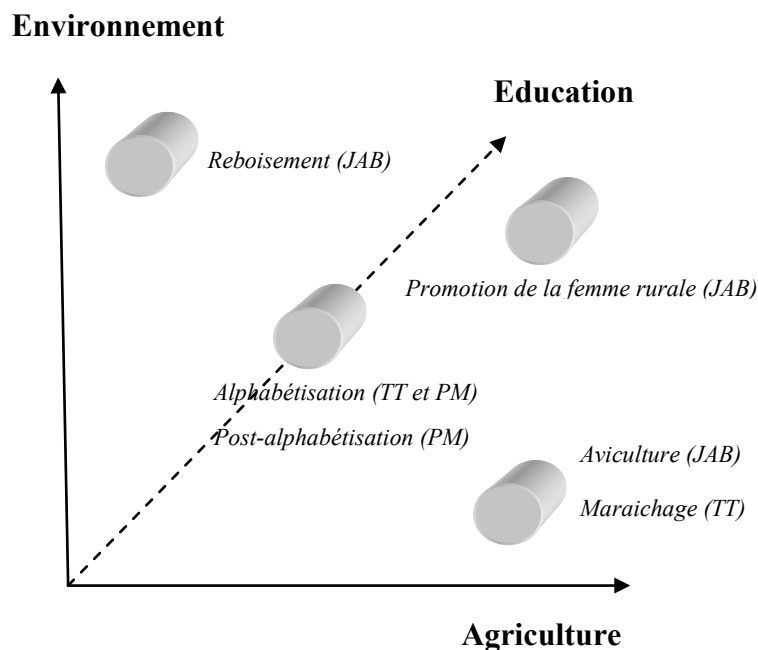 Environnement
Education
Reboisement (JAB)
Promotion de la femme rurale (JAB)
Alphabétisation (TT et PM)
Post-alphabétisation (PM)
Aviculture (JAB)
Maraichage (TT)
Agriculture